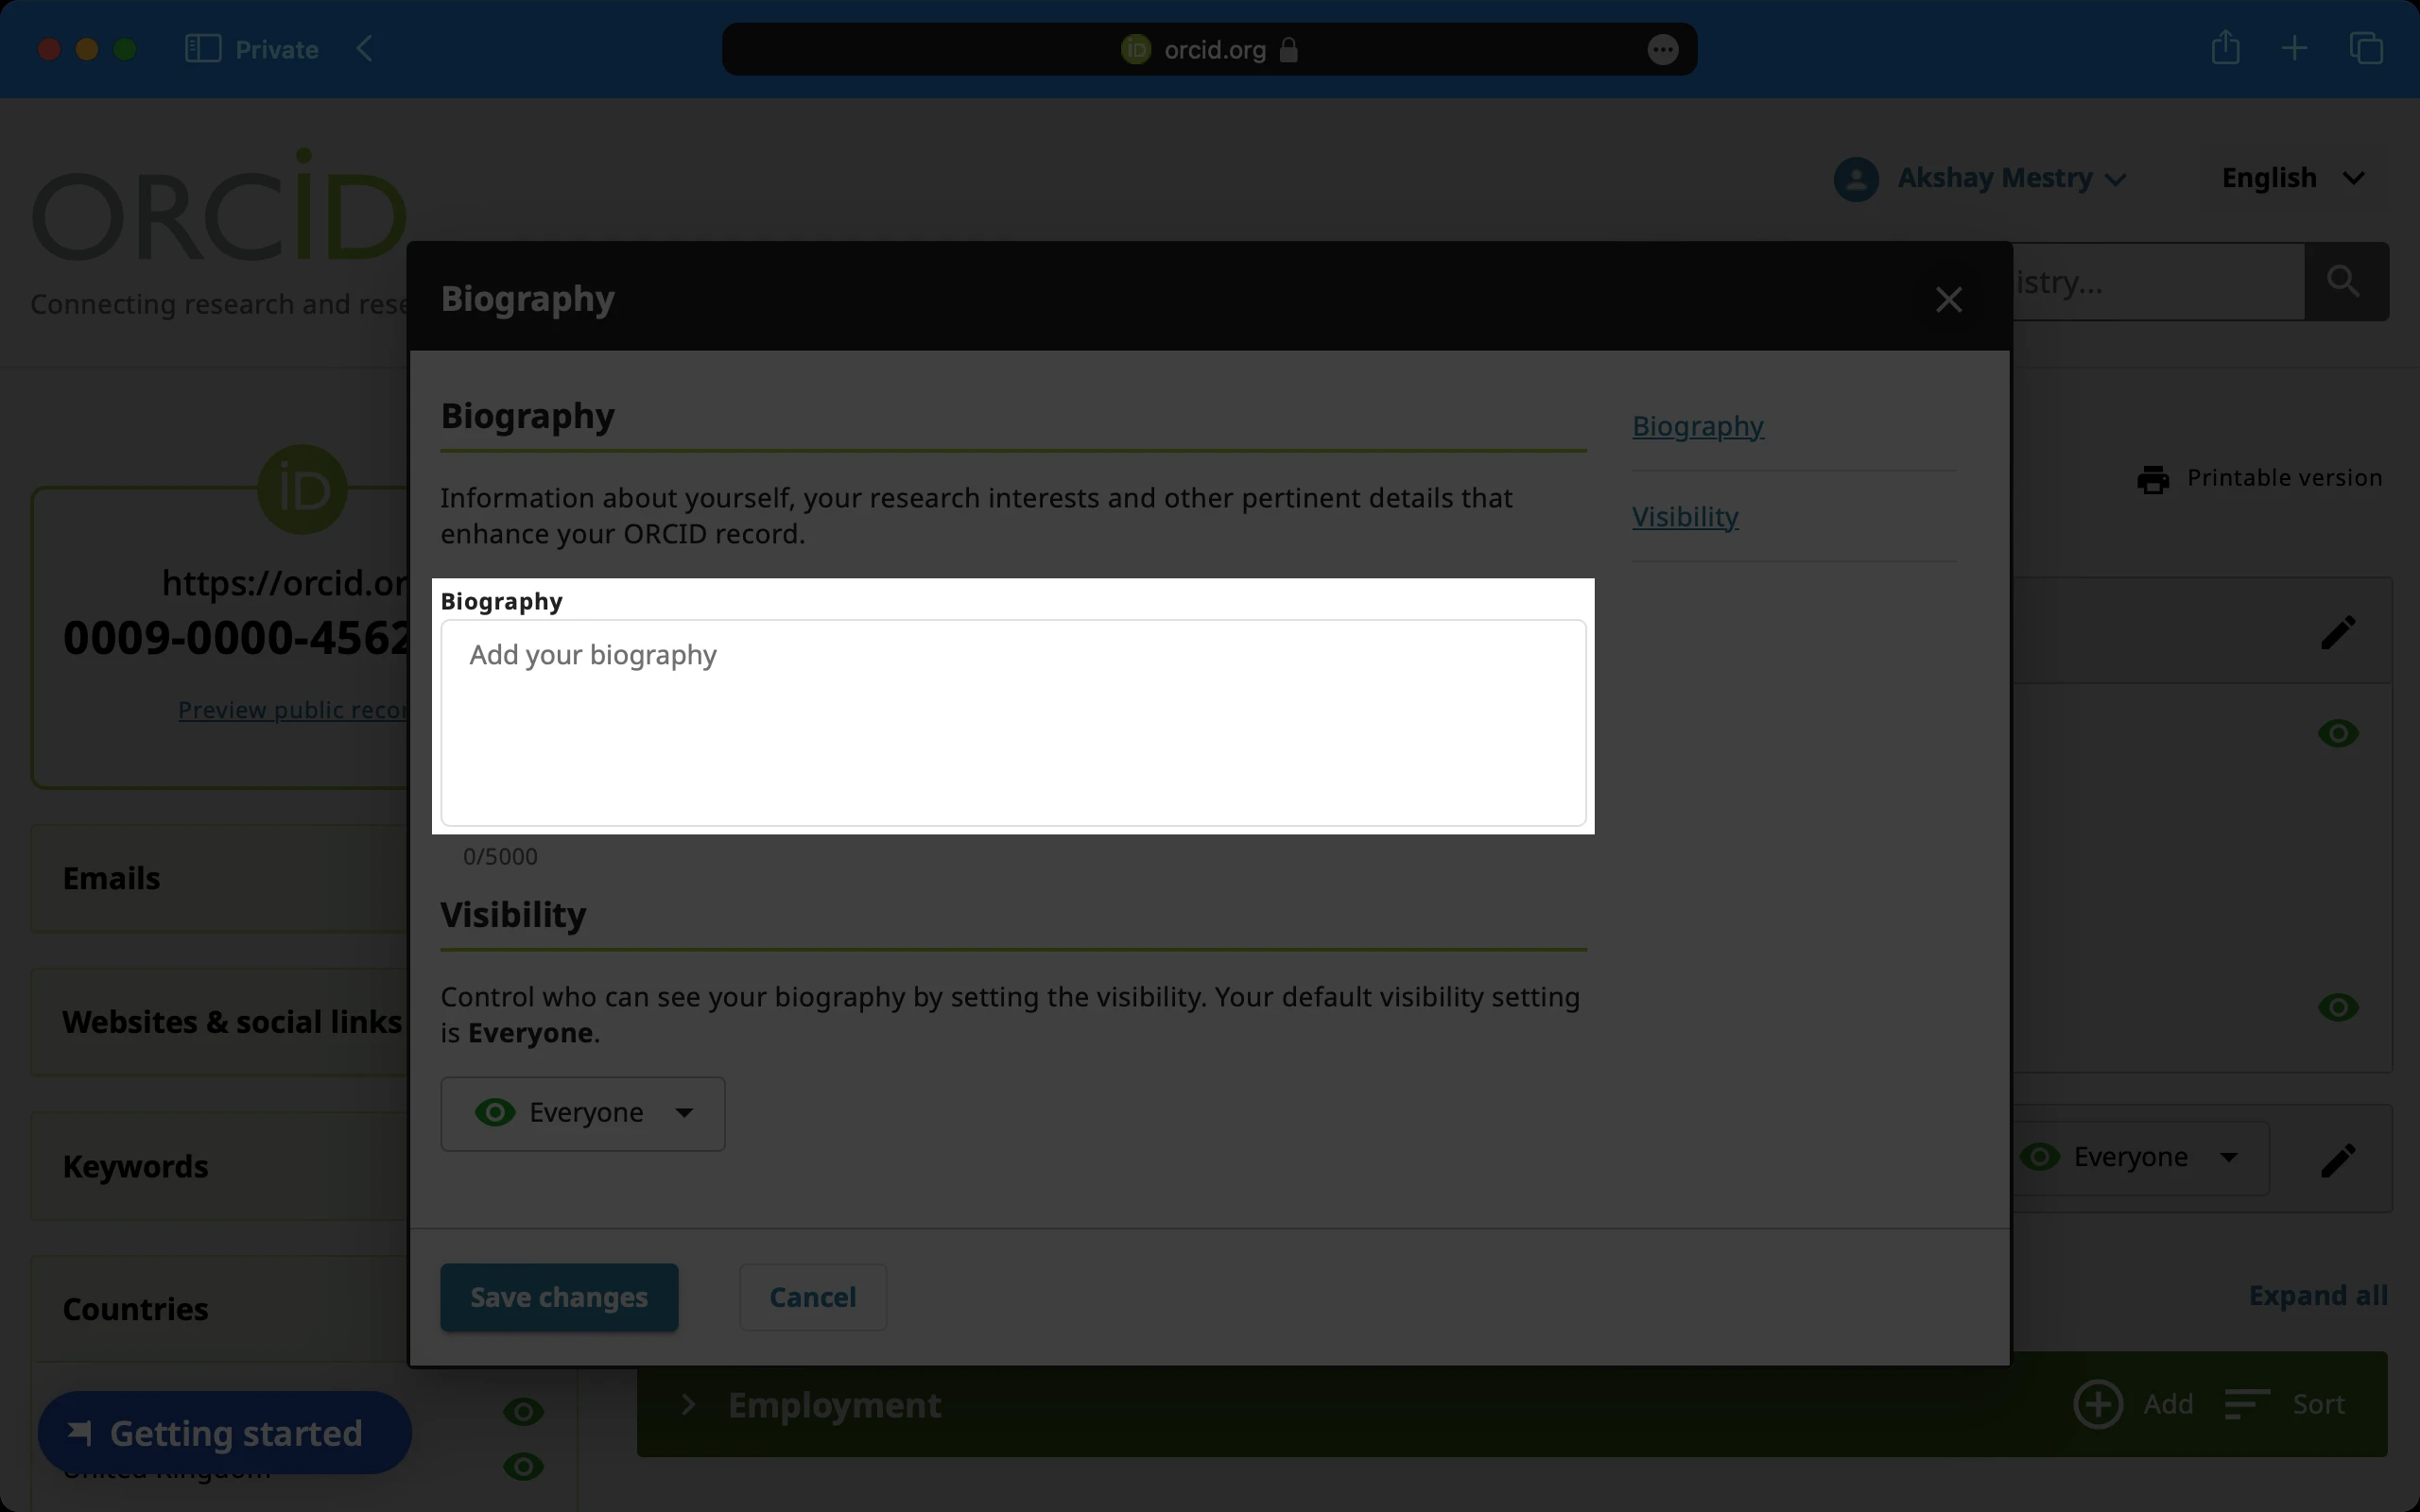 Private
iD orcid.org
ORCiD
Connecting research and rese
Akshay Mestry
English
istry...
Biography
Biography
Information about yourself, your research interests and other pertinent details that
enhance your ORCID record.
Biography
Add your biography
0/5000
Visibility
Control who can see your biography by setting the visibility. Your default visibility setting
is Everyone.
Everyone
Save changes
Cancel
Biography
Visibility
Printable version
iD
https://orcid.or
0009-0000-4562
Preview public recor
Emails
Websites & social links
Keywords
Countries
Getting started
United Kingdom
Everyone
Expand all
Employment
Add
Sort